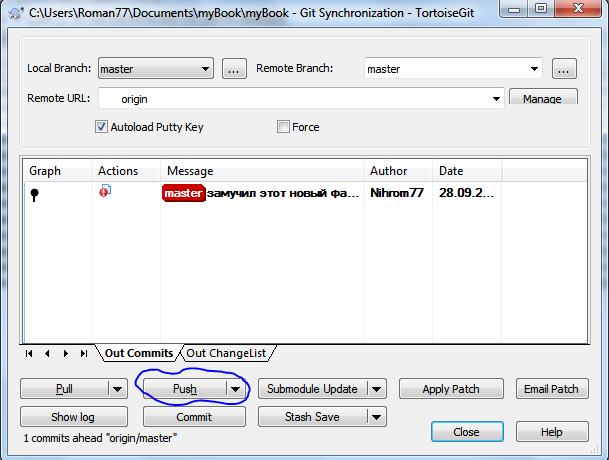 C:\Users\Roman77\Documents\myBook\myBook - Git Synchronization - TortoiseGit
Local Branch: master ... Remote Branch: master ...
Remote URL: origin Manage
Autoload Putty Key Force
Graph Actions Message Author Date
master замучил этот новый фа... Nihrom77 28.09.2...
Out Commits Out ChangeList
Pull Push Submodule Update Apply Patch Email Patch
Show log Commit Stash Save
Close Help
1 commits ahead "origin/master"